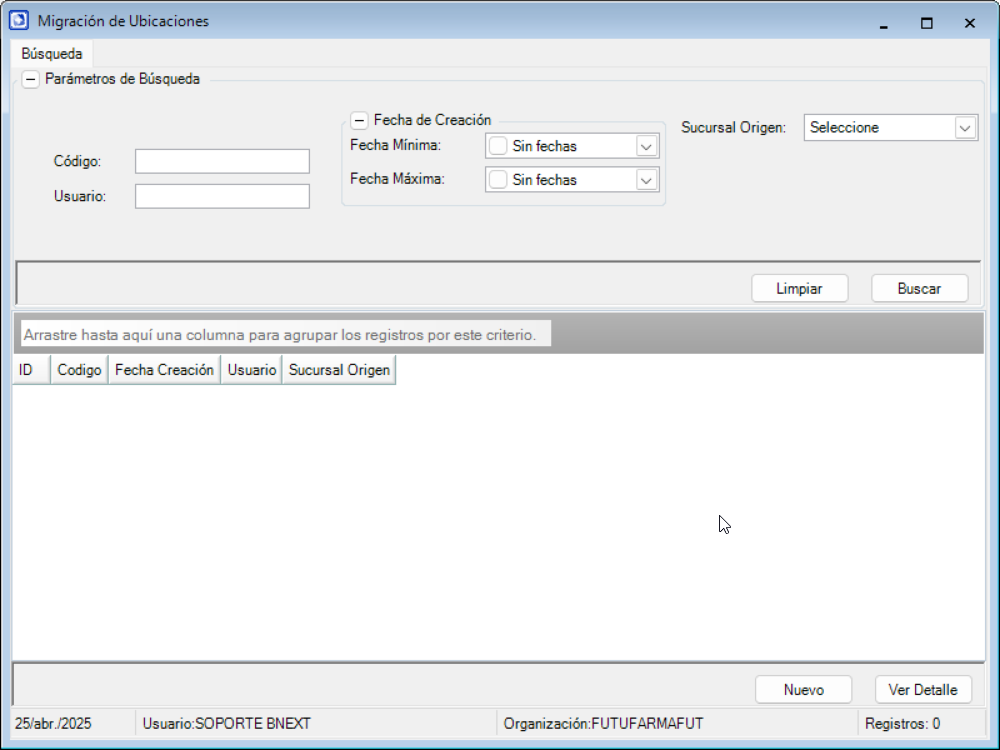 Migración de Ubicaciones
Búsqueda
Parámetros de Búsqueda
Código:
Usuario:
Fecha de Creación
Fecha Mínima:
Sin fechas
Fecha Máxima:
Sin fechas
Sucursal Origen:
Seleccione
Limpiar
Buscar
Arrastre hasta aquí una columna para agrupar los registros por este criterio.
ID Codigo Fecha Creación Usuario Sucursal Origen
Nuevo
Ver Detalle
25/abr./2025 Usuario:SOPORTE BNEXT Organización:FUTUFARMAFUT Registros: 0